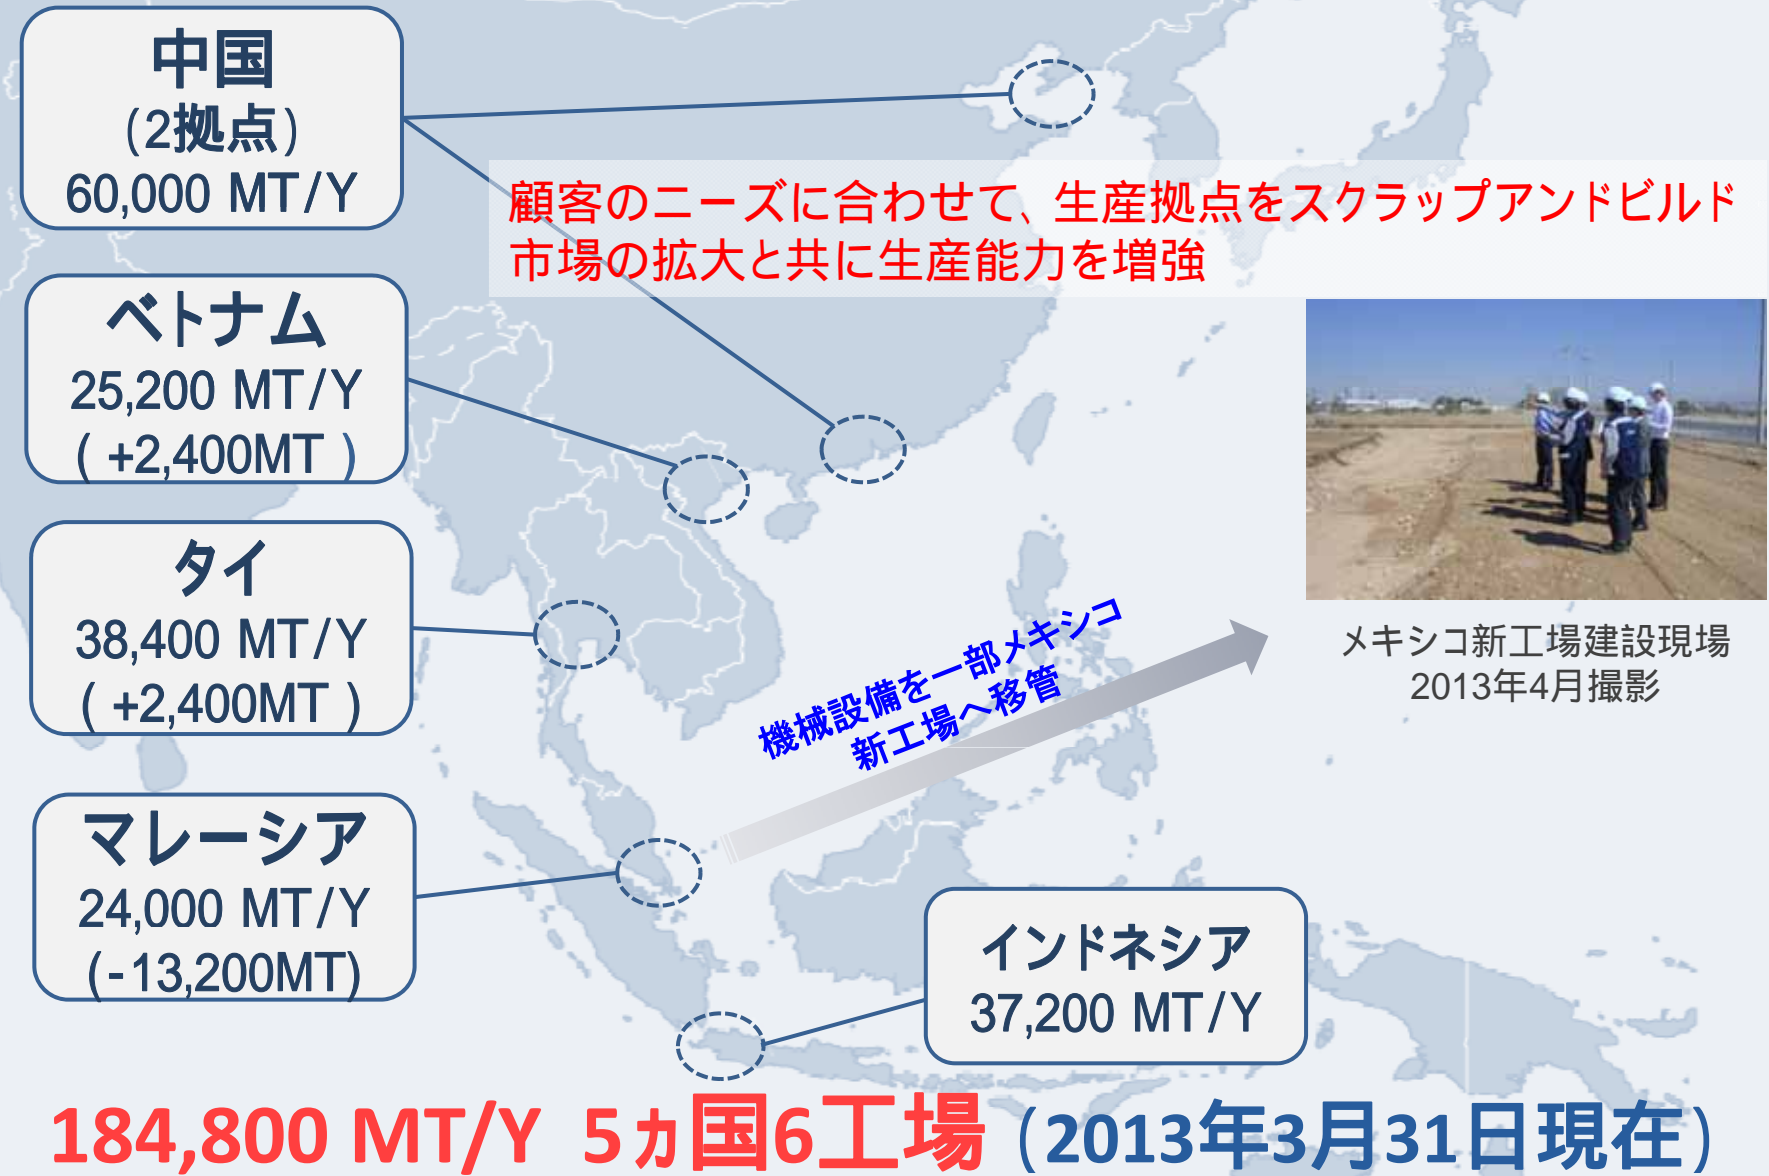 中国
(2拠点)
60,000 MT/Y
顧客のニーズに合わせて、生産拠点をスクラップアンドビルド
市場の拡大と共に生産能力を増強
ベトナム
25,200 MT/Y
( +2,400MT )
タイ
38,400 MT/Y
( +2,400MT )
機械設備を一部メキシコ
新工場へ移管
メキシコ新工場建設現場
2013年4月撮影
マレーシア
24,000 MT/Y
(-13,200MT)
インドネシア
37,200 MT/Y
184,800 MT/Y 5ヵ国6工場 (2013年3月31日現在)